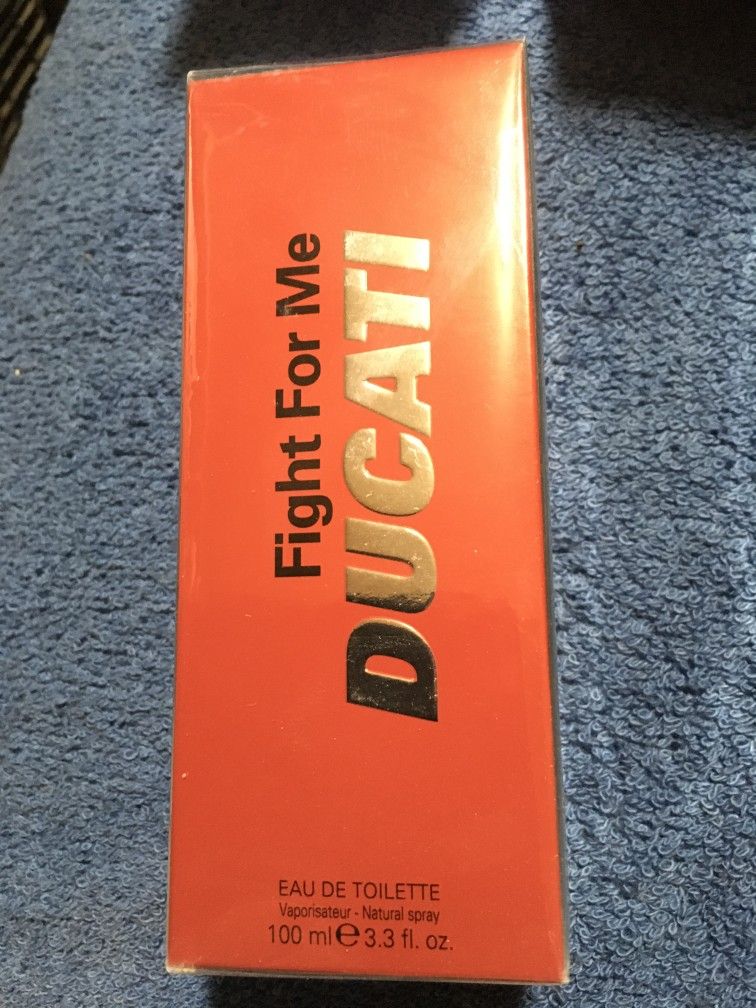 Fight For Me
DUCATI
EAU DE TOILETTE
Vaporisateur - Natural spray
100 ml ℮ 3.3 fl. oz.